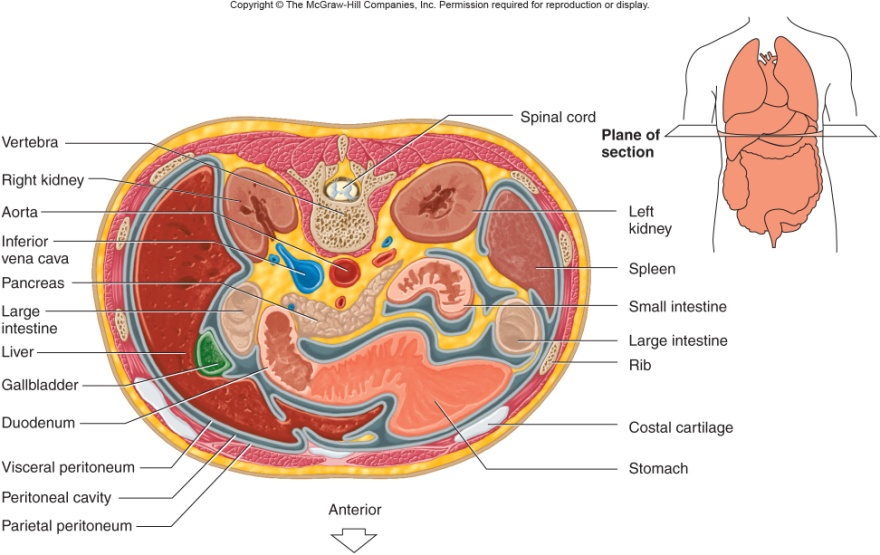 Copyright © The McGraw-Hill Companies, Inc. Permission required for reproduction or display.
Spinal cord
Plane of
section
Vertebra
Right kidney
Aorta
Inferior
vena cava
Pancreas
Large
intestine
Liver
Gallbladder
Duodenum
Visceral peritoneum
Peritoneal cavity
Parietal peritoneum
Left
kidney
Spleen
Small intestine
Large intestine
Rib
Costal cartilage
Stomach
Anterior